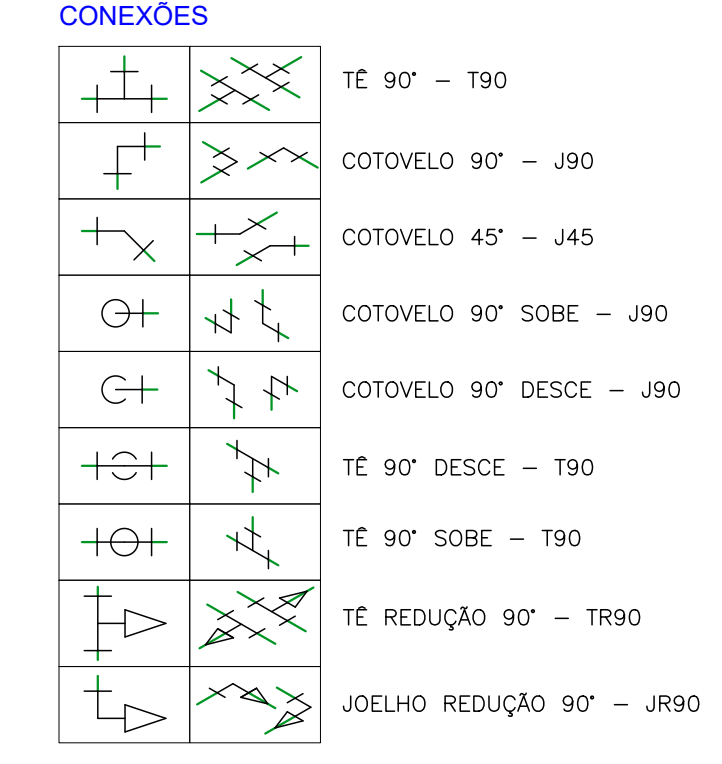 CONEXÕES
TÊ 90° – T90
COTOVELO 90° – J90
COTOVELO 45° – J45
COTOVELO 90° SOBE – J90
COTOVELO 90° DESCE – J90
TÊ 90° DESCE – T90
TÊ 90° SOBE – T90
TÊ REDUÇÃO 90° – TR90
JOELHO REDUÇÃO 90° – JR90